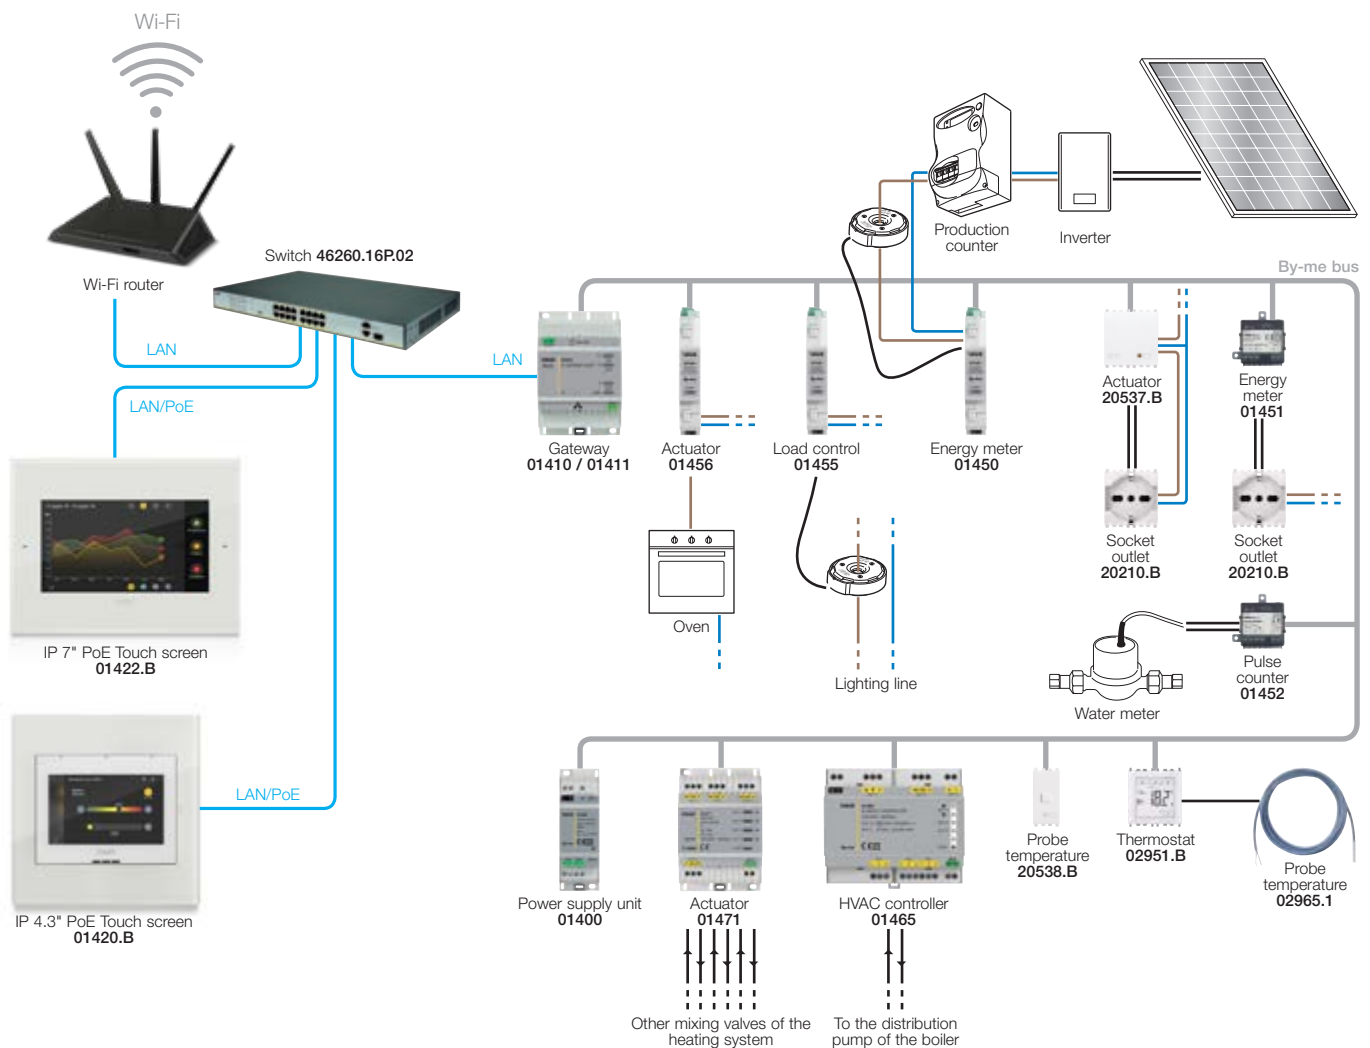 Wi-Fi
Wi-Fi router
Switch 46260.16P.02
LAN
LAN/PoE
LAN
IP 7" PoE Touch screen
01422.B
LAN/PoE
IP 4.3" PoE Touch screen
01420.B
Production
counter
Inverter
By-me bus
Gateway
01410 / 01411
Actuator
01456
Load control
01455
Energy meter
01450
Actuator
20537.B
Energy
meter
01451
Socket
outlet
20210.B
Socket
outlet
20210.B
Oven
Lighting line
Water meter
Pulse
counter
01452
Power supply unit
01400
Actuator
01471
HVAC controller
01465
Probe
temperature
20538.B
Thermostat
02951.B
Probe
temperature
02965.1
Other mixing valves of the
heating system
To the distribution
pump of the boiler